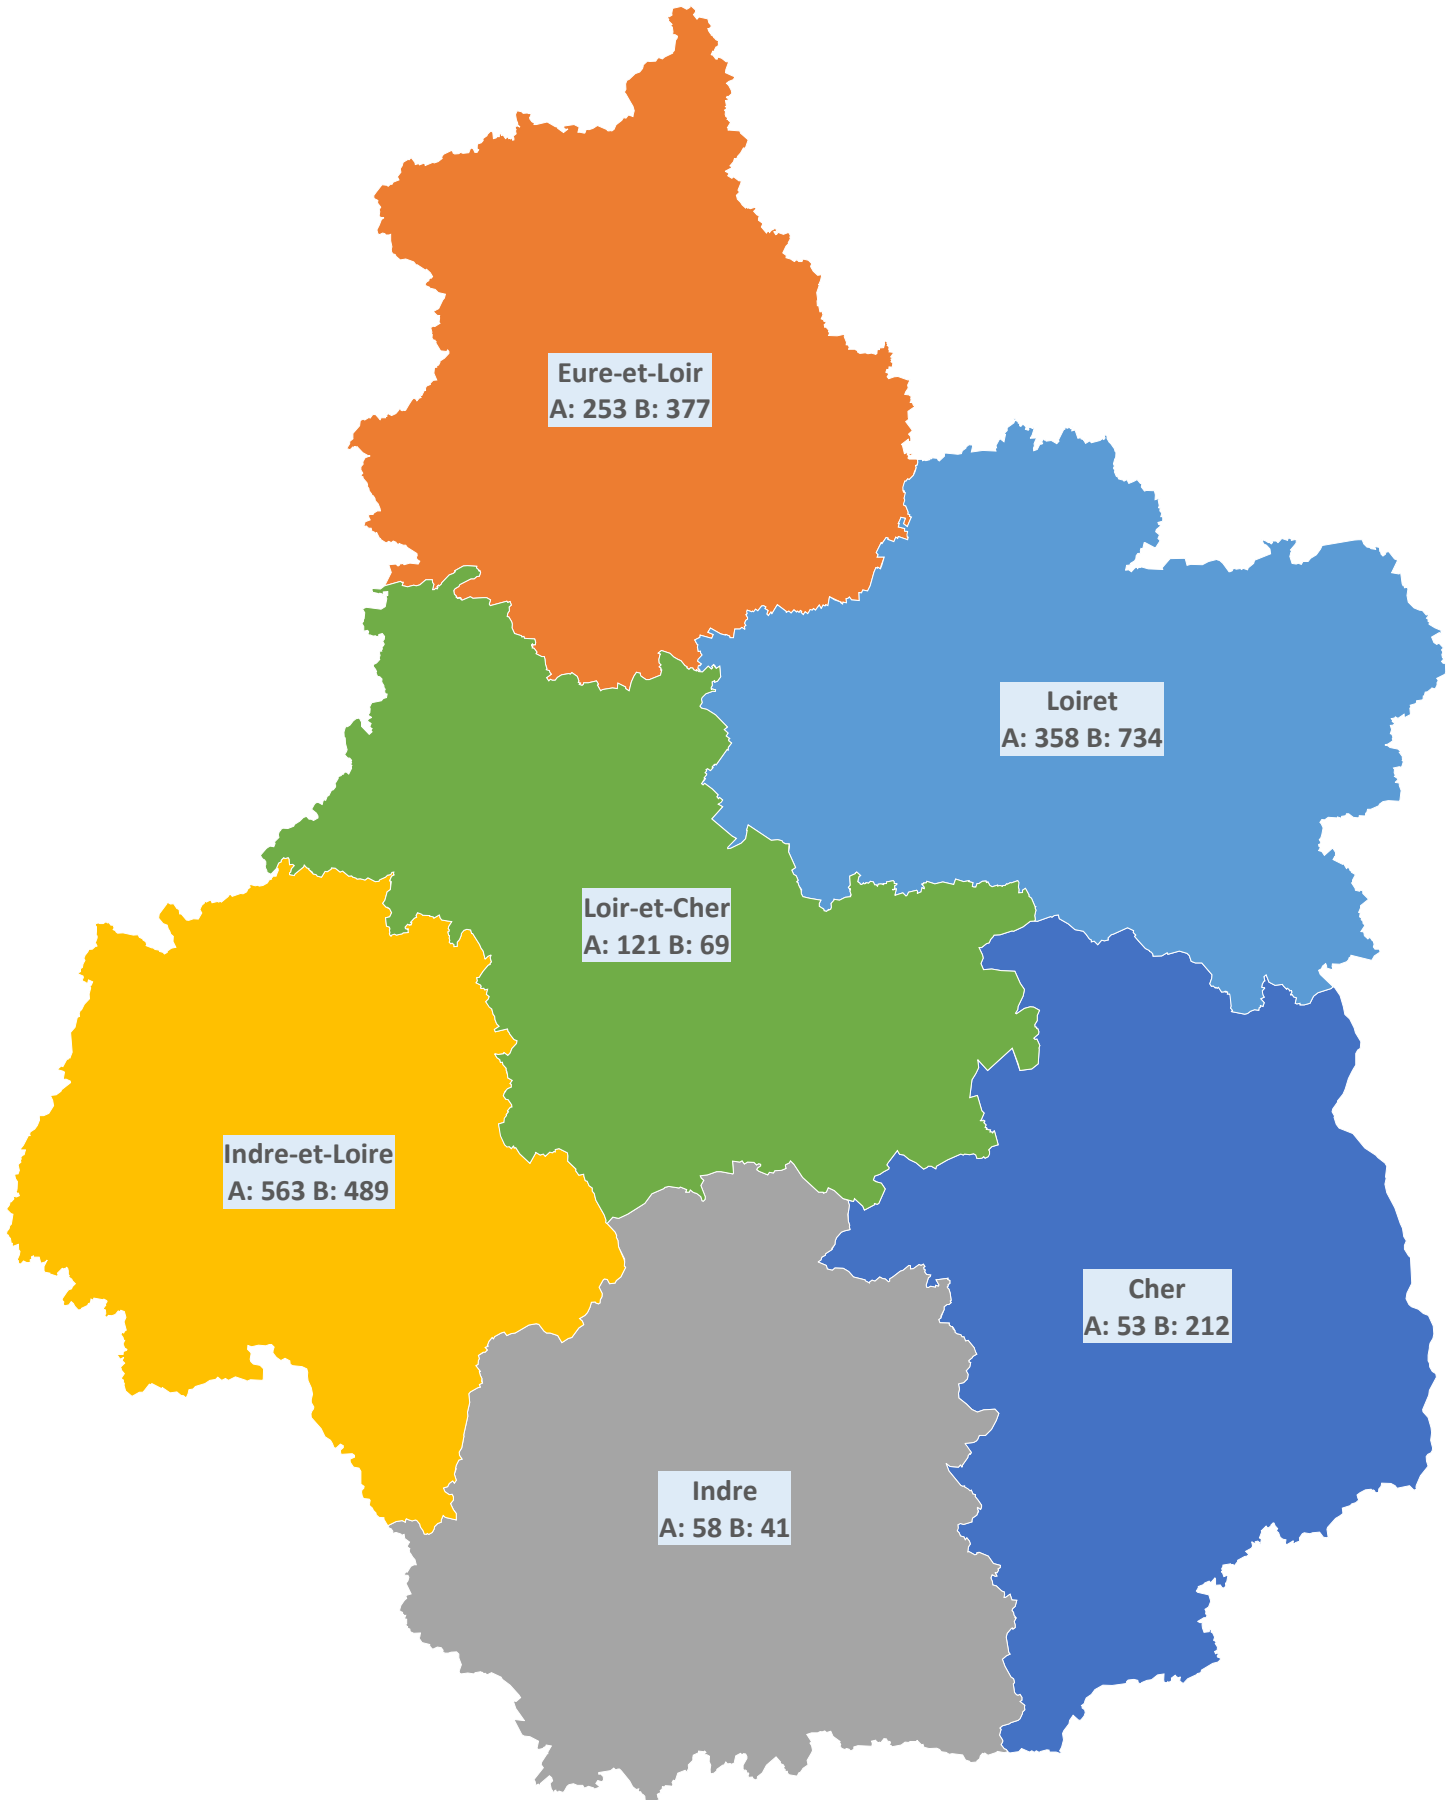 Eure-et-Loir
A: 253 B: 377
Loiret
A: 358 B: 734
Loir-et-Cher
A: 121 B: 69
Indre-et-Loire
A: 563 B: 489
Cher
A: 53 B: 212
Indre
A: 58 B: 41